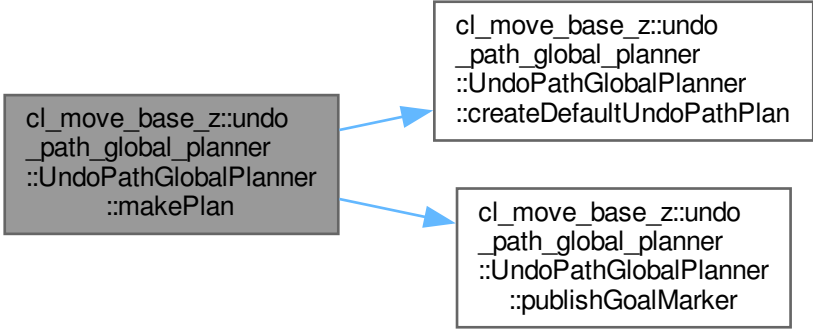 cl_move_base_z::undo
_path_global_planner
::UndoPathGlobalPlanner
::makePlan
cl_move_base_z::undo
_path_global_planner
::UndoPathGlobalPlanner
::createDefaultUndoPathPlan
cl_move_base_z::undo
_path_global_planner
::UndoPathGlobalPlanner
::publishGoalMarker